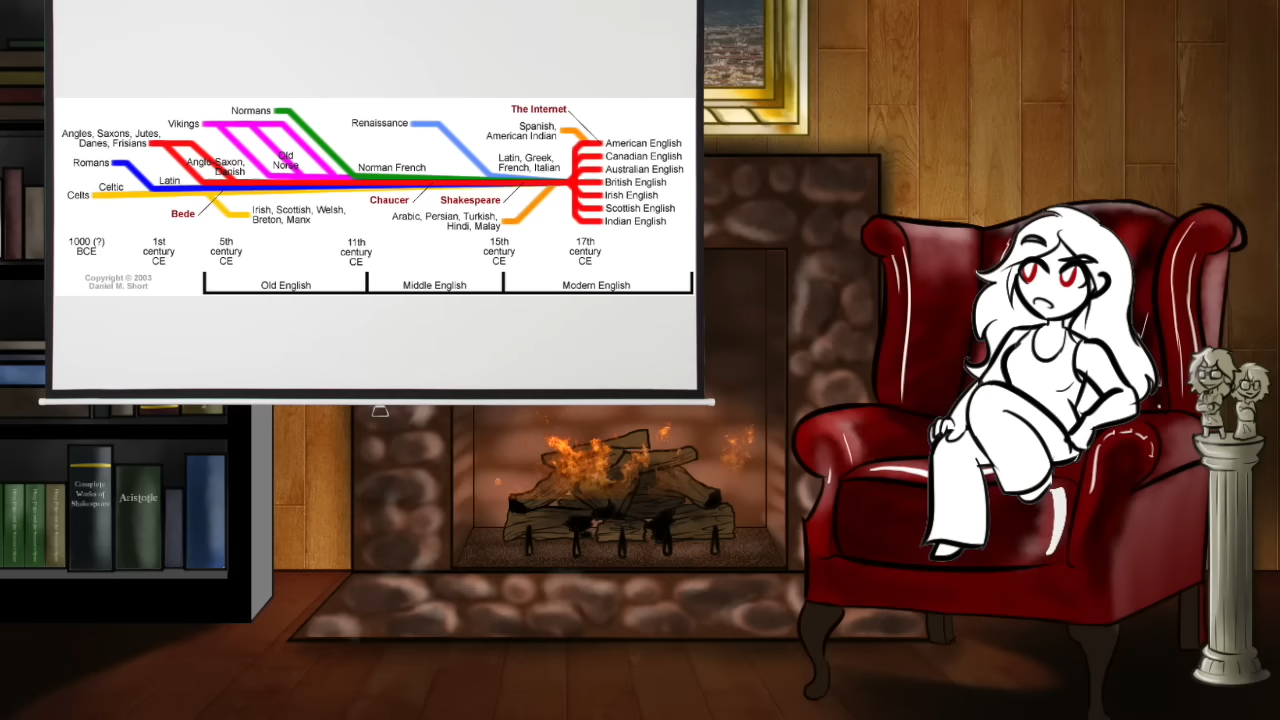 The Internet
Normans
Vikings
Renaissance
Spanish,
American Indian
Angles, Saxons, Jutes,
Danes, Frisians
American English
Canadian English
Australian English
British English
Irish English
Scottish English
Indian English
Old
Norse
Anglo-Saxon,
Danish
Romans
Norman French
Latin, Greek,
French, Italian
Celtic
Latin
Celts
Bede
Chaucer
Shakespeare
Irish, Scottish, Welsh,
Breton, Manx
Arabic, Persian, Turkish,
Hindi, Malay
1000 (?)
BCE
1st
century
CE
5th
century
CE
11th
century
CE
15th
century
CE
17th
century
CE
Copyright © 2003
Daniel M. Short
Old English
Middle English
Modern English
Complete
Works of
Shakespeare
Aristotle